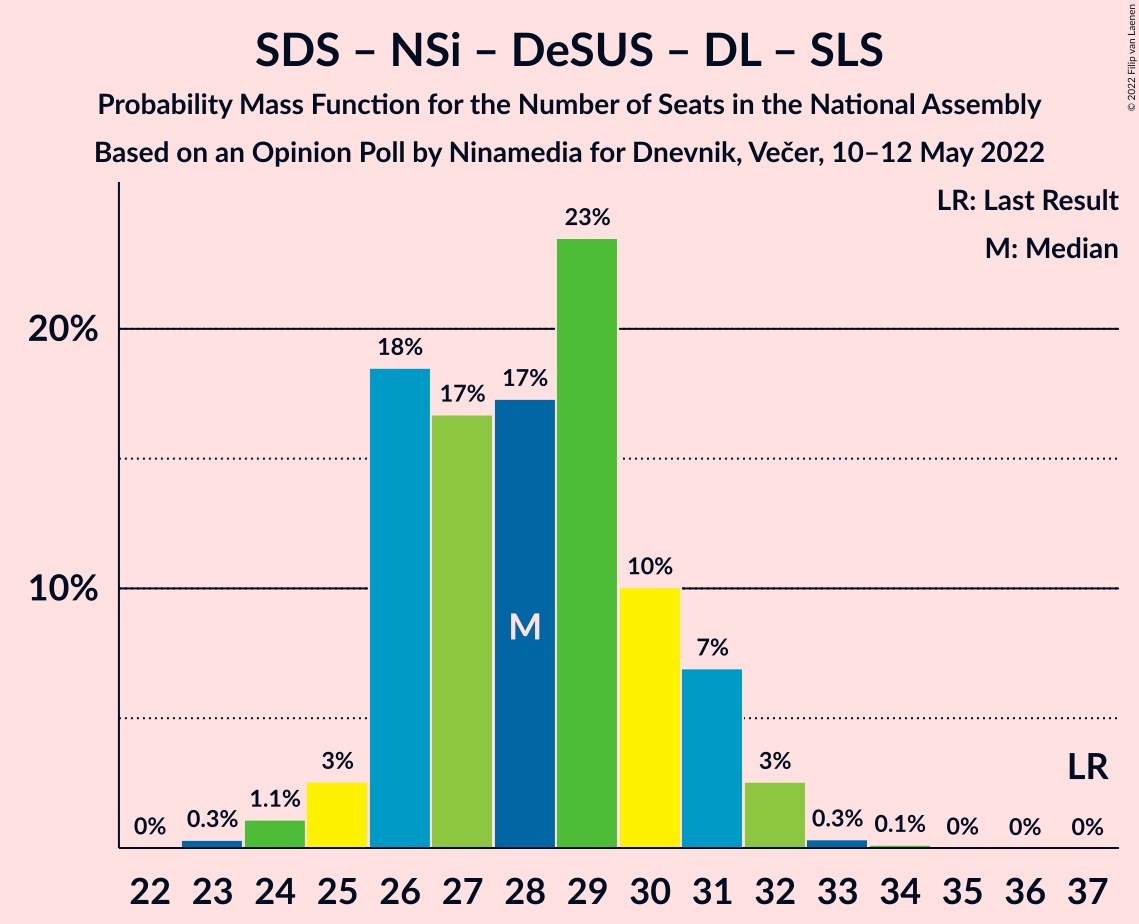 SDS – NSi – DeSUS – DL – SLS
Probability Mass Function for the Number of Seats in the National Assembly
Based on an Opinion Poll by Ninamedia for Dnevnik, Večer, 10–12 May 2022
© 2022 Filip van Laenen
LR: Last Result
M: Median
23%
20%
18%
17%
17%
10%
10%
M
7%
3%
3%
LR
0%
0.3%
1.1%
0.3%
0.1%
0%
0%
0%
22 23 24 25 26 27 28 29 30 31 32 33 34 35 36 37